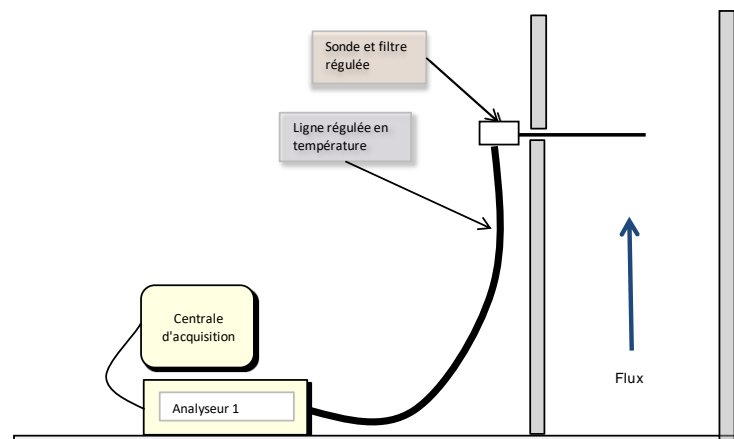 Sonde et filtre
régulée
Ligne régulée en
température
Centrale
d'acquisition
Analyseur 1
Flux